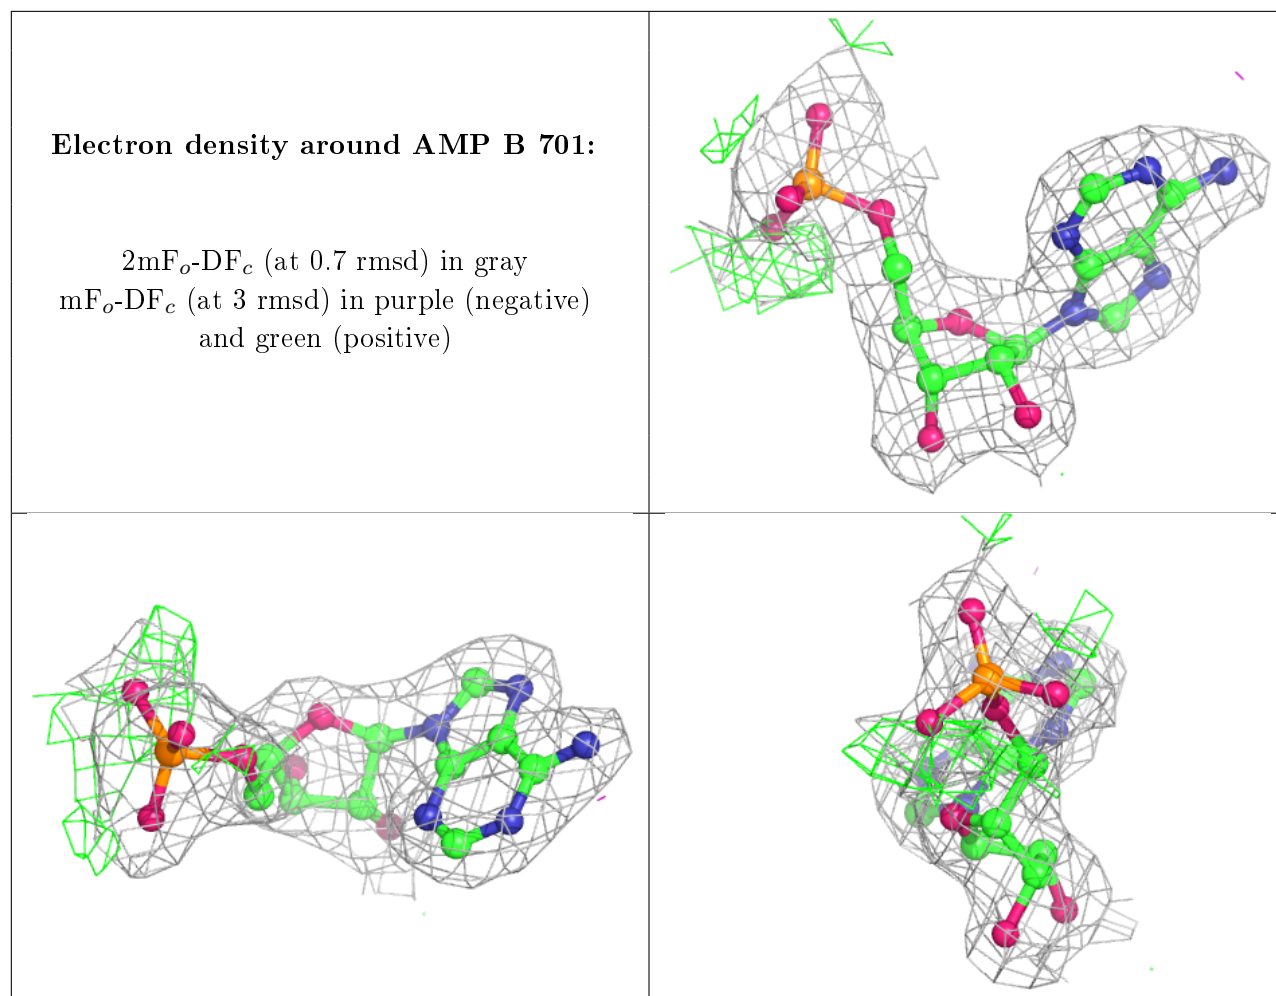 Electron density around AMP B 701:
2mFₒ-DF𝒸 (at 0.7 rmsd) in gray
mFₒ-DF𝒸 (at 3 rmsd) in purple (negative)
and green (positive)